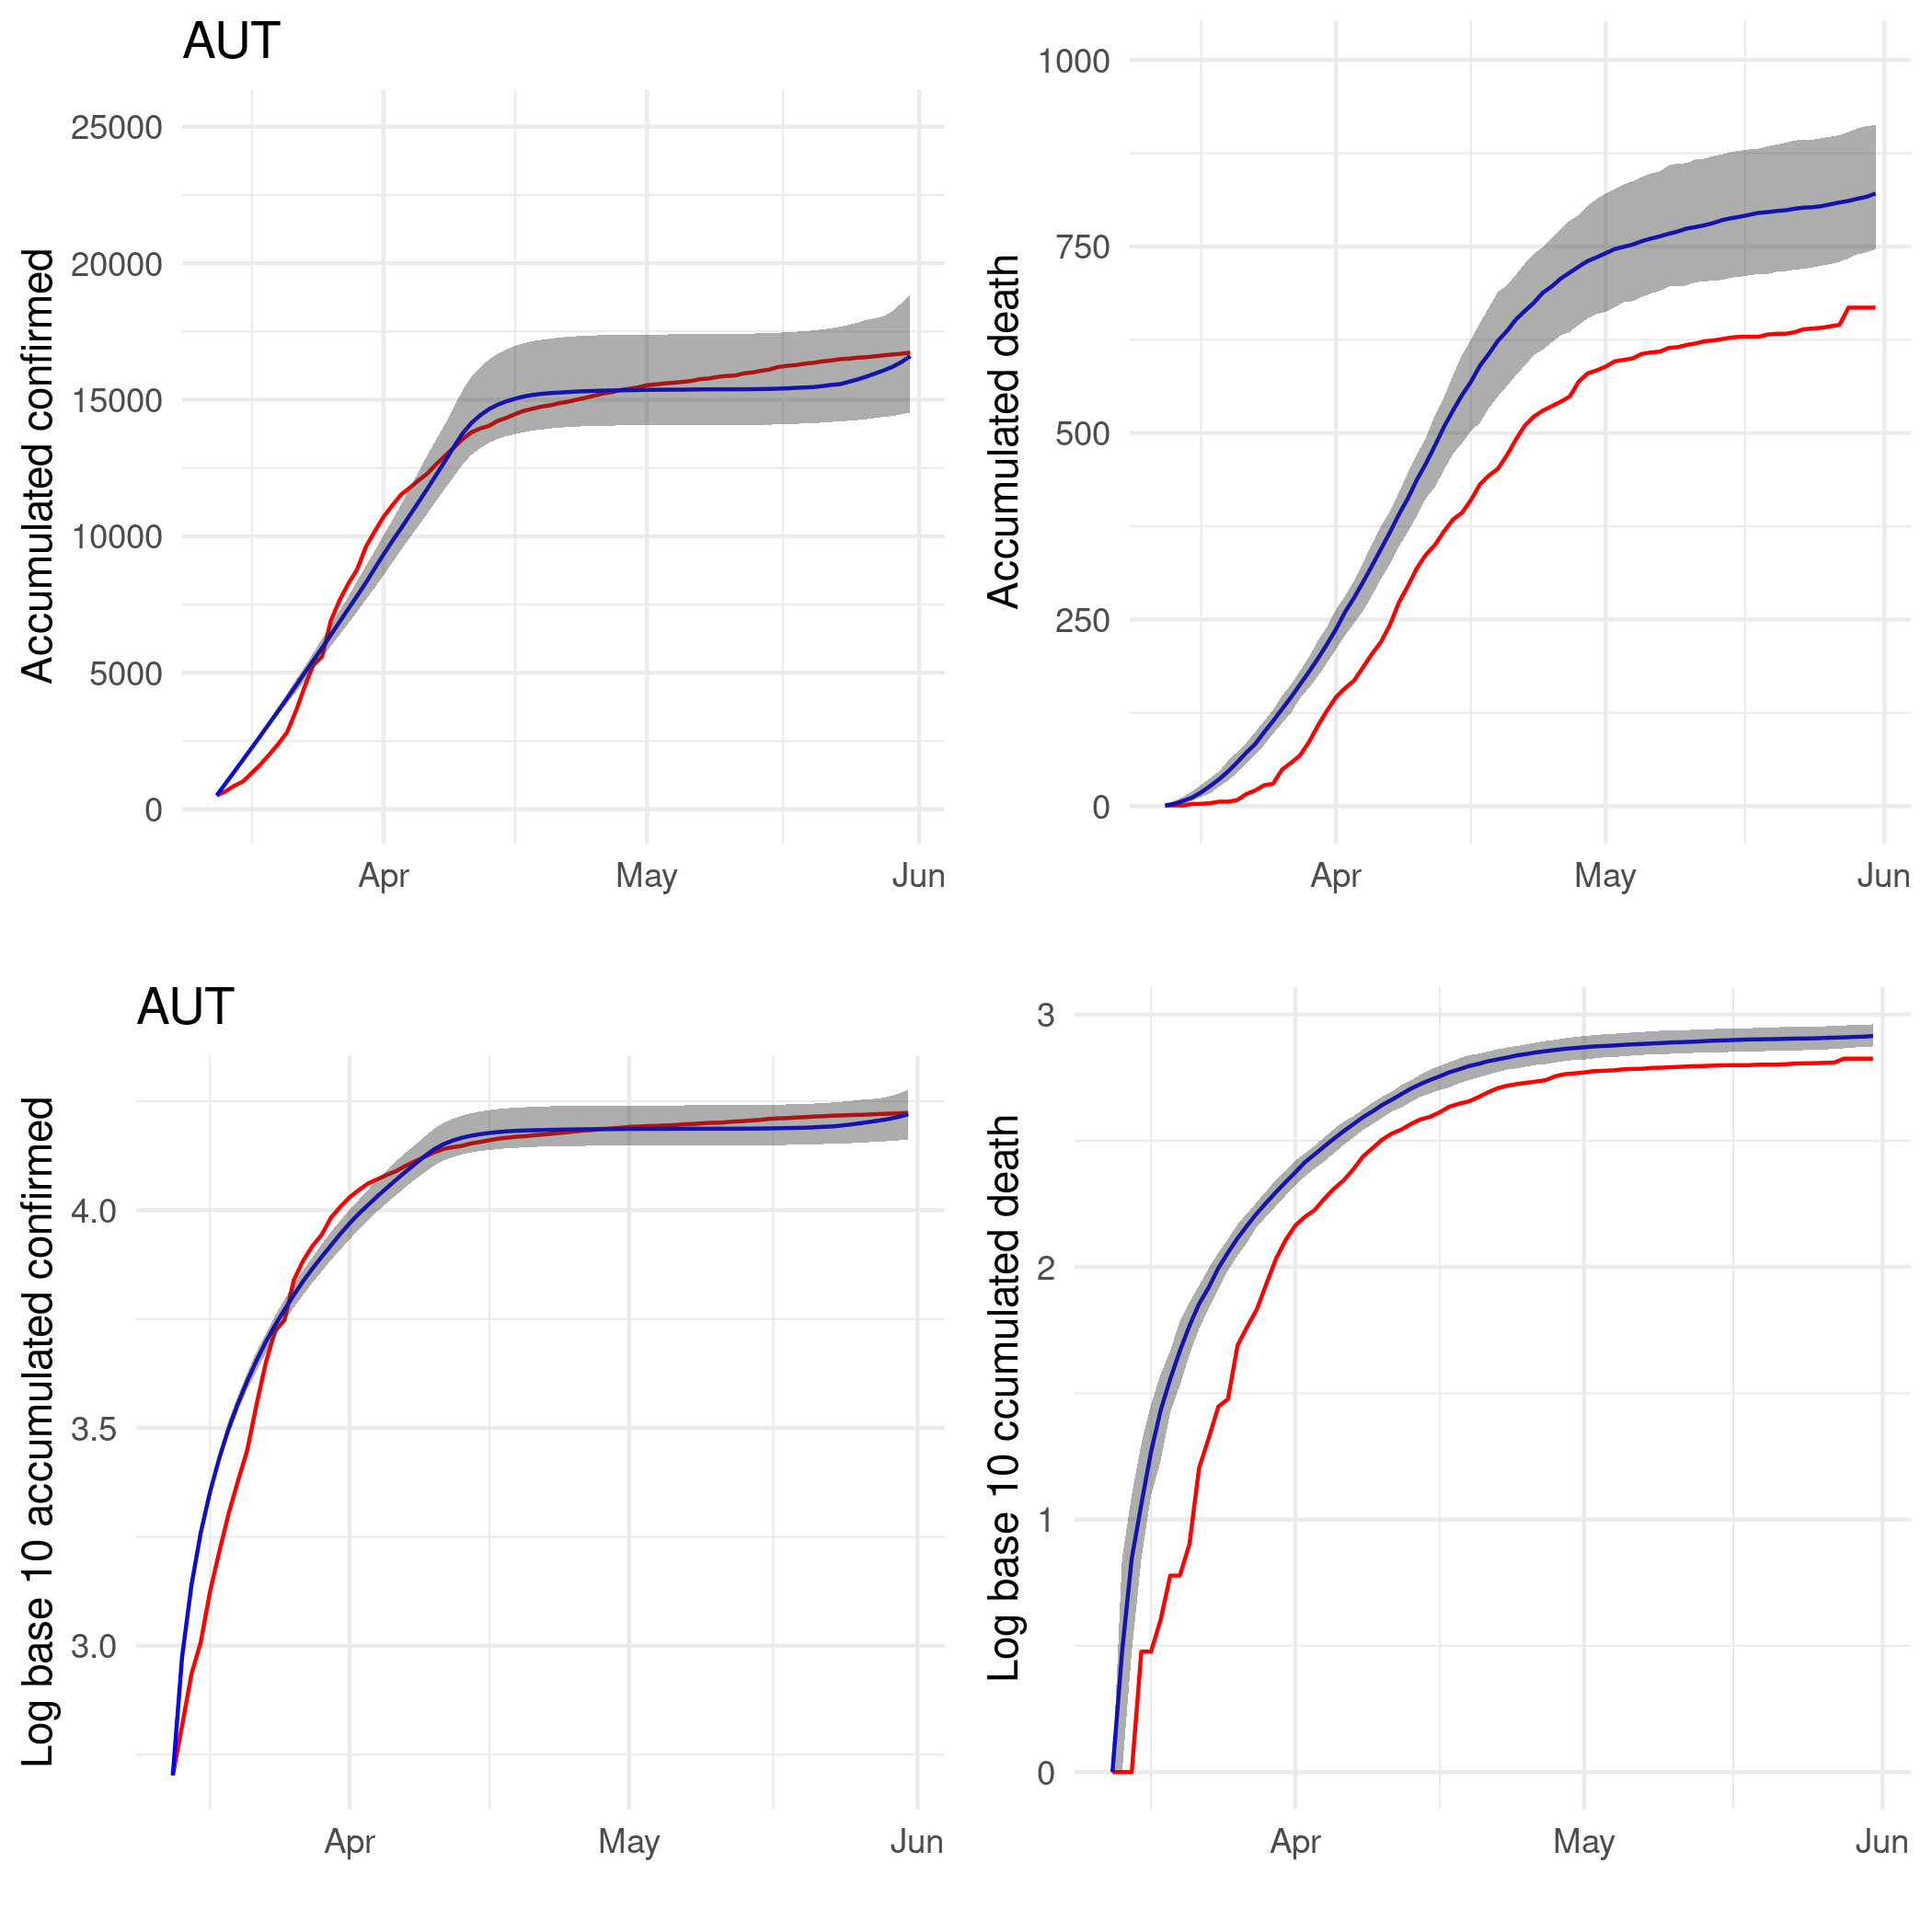 AUT
Accumulated confirmed
25000
20000
15000
10000
5000
0
Apr May Jun
Accumulated death
1000
750
500
250
0
Apr May Jun
AUT
Log base 10 accumulated confirmed
4.0
3.5
3.0
Apr May Jun
Log base 10 ccumulated death
3
2
1
0
Apr May Jun